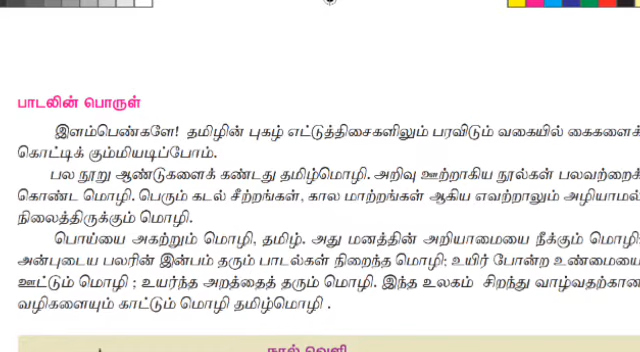 பாடலின் பொருள்
இளம்பெண்களே! தமிழின் புகழ் எட்டுத்திசைகளிலும் பரவிடும் வகையில் கைகளைக்
கொட்டிக் கும்மியடிப்போம்.
பல நூறு ஆண்டுகளைக் கண்டது தமிழ்மொழி. அறிவு ஊற்றாகிய நூல்கள் பலவற்றைக்
கொண்ட மொழி. பெரும் கடல் சீற்றங்கள், கால மாற்றங்கள் ஆகிய எவற்றாலும் அழியாமல்
நிலைத்திருக்கும் மொழி.
பொய்யை அகற்றும் மொழி, தமிழ். அது மனத்தின் அறியாமையை நீக்கும் மொழி;
அன்புடைய பலரின் இன்பம் தரும் பாடல்கள் நிறைந்த மொழி; உயிர் போன்ற உண்மையை
ஊட்டும் மொழி ; உயர்ந்த அறத்தைத் தரும் மொழி. இந்த உலகம் சிறந்து வாழ்வதற்கான
வழிகளையும் காட்டும் மொழி தமிழ்மொழி .
நூல் வெளி